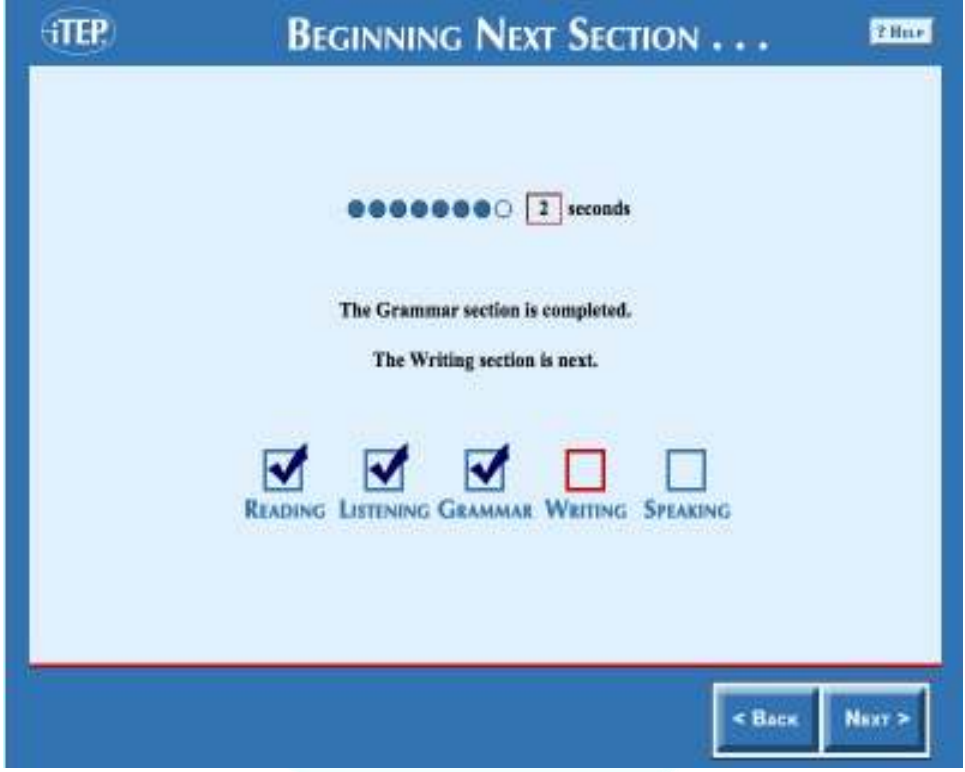 iTEP
BEGINNING NEXT SECTION . . .
? HELP
2 seconds
The Grammar section is completed.
The Writing section is next.
READING LISTENING GRAMMAR WRITING SPEAKING
< BACK NEXT >